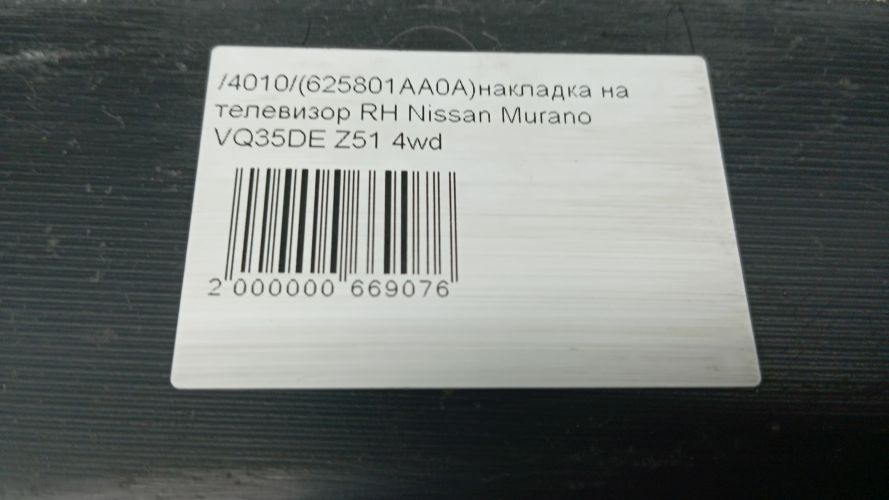 /4010/(625801AA0A)накладка на
телевизор RH Nissan Murano
VQ35DE Z51 4wd
2 000000 669076